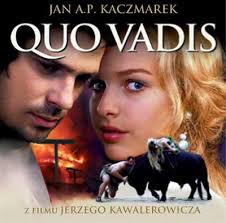 JAN A.P. KACZMAREK
QUO VADIS
Z FILMU JERZEGO KAWALEROWICZA